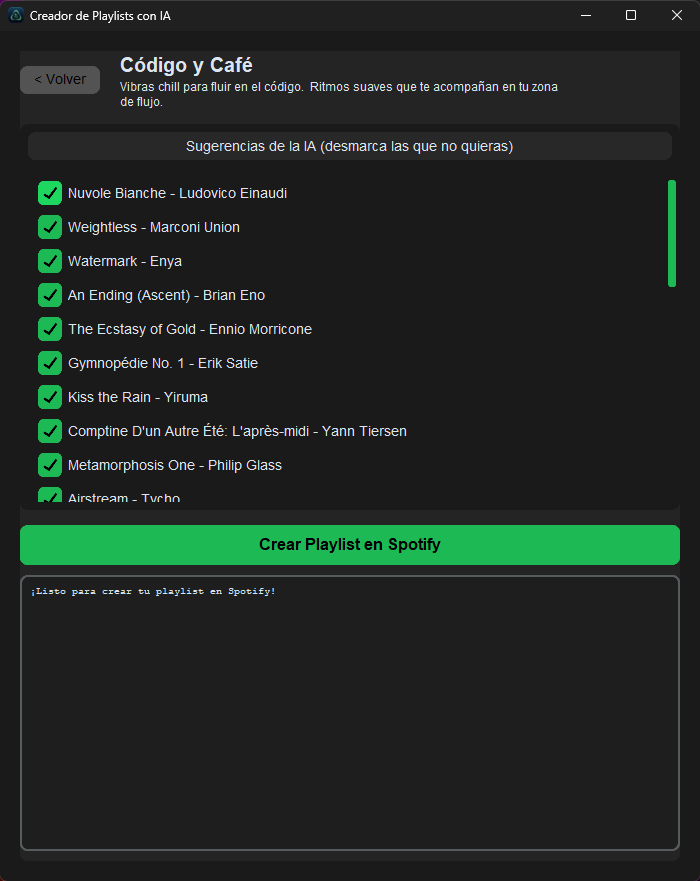 Creador de Playlists con IA
< Volver
Código y Café
Vibras chill para fluir en el código.  Ritmos suaves que te acompañan en tu zona
de flujo.
Sugerencias de la IA (desmarca las que no quieras)
Nuvole Bianche - Ludovico Einaudi
Weightless - Marconi Union
Watermark - Enya
An Ending (Ascent) - Brian Eno
The Ecstasy of Gold - Ennio Morricone
Gymnopédie No. 1 - Erik Satie
Kiss the Rain - Yiruma
Comptine D'un Autre Été: L'après-midi - Yann Tiersen
Metamorphosis One - Philip Glass
Airstream - Tycho
Crear Playlist en Spotify
¡Listo para crear tu playlist en Spotify!